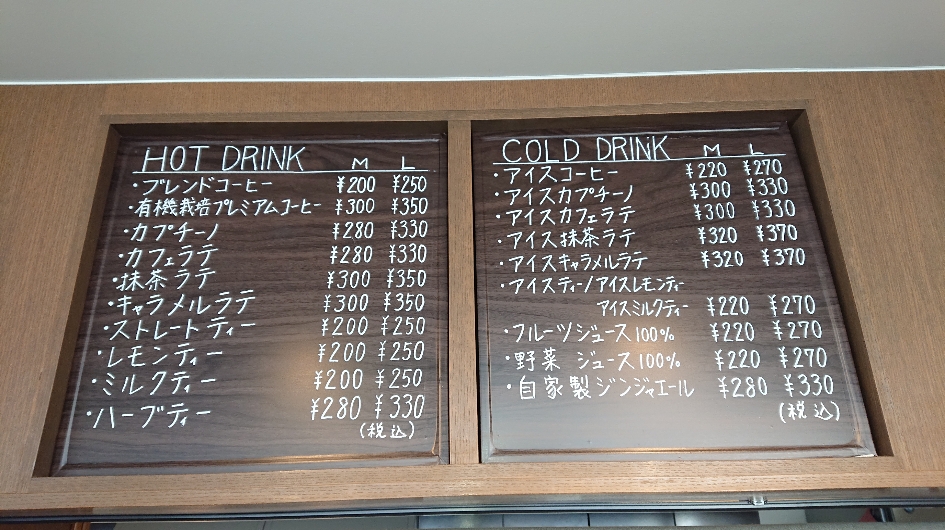 HOT DRINK M L
・ブレンドコーヒー ¥200 ¥250
・有機栽培プレミアムコーヒー ¥300 ¥350
・カプチーノ ¥280 ¥330
・カフェラテ ¥280 ¥330
・抹茶ラテ ¥300 ¥350
・キャラメルラテ ¥300 ¥350
・ストレートティー ¥200 ¥250
・レモンティー ¥200 ¥250
・ミルクティー ¥200 ¥250
・ハーブティー ¥280 ¥330
(税込)
COLD DRINK M L
・アイスコーヒー ¥220 ¥270
・アイスカプチーノ ¥300 ¥330
・アイスカフェラテ ¥300 ¥330
・アイス抹茶ラテ ¥320 ¥370
・アイスキャラメルラテ ¥320 ¥370
・アイスティー/アイスレモンティー
アイスミルクティー ¥220 ¥270
・フルーツジュース100% ¥220 ¥270
・野菜 ジュース100% ¥220 ¥270
・自家製ジンジャエール ¥280 ¥330
(税込)